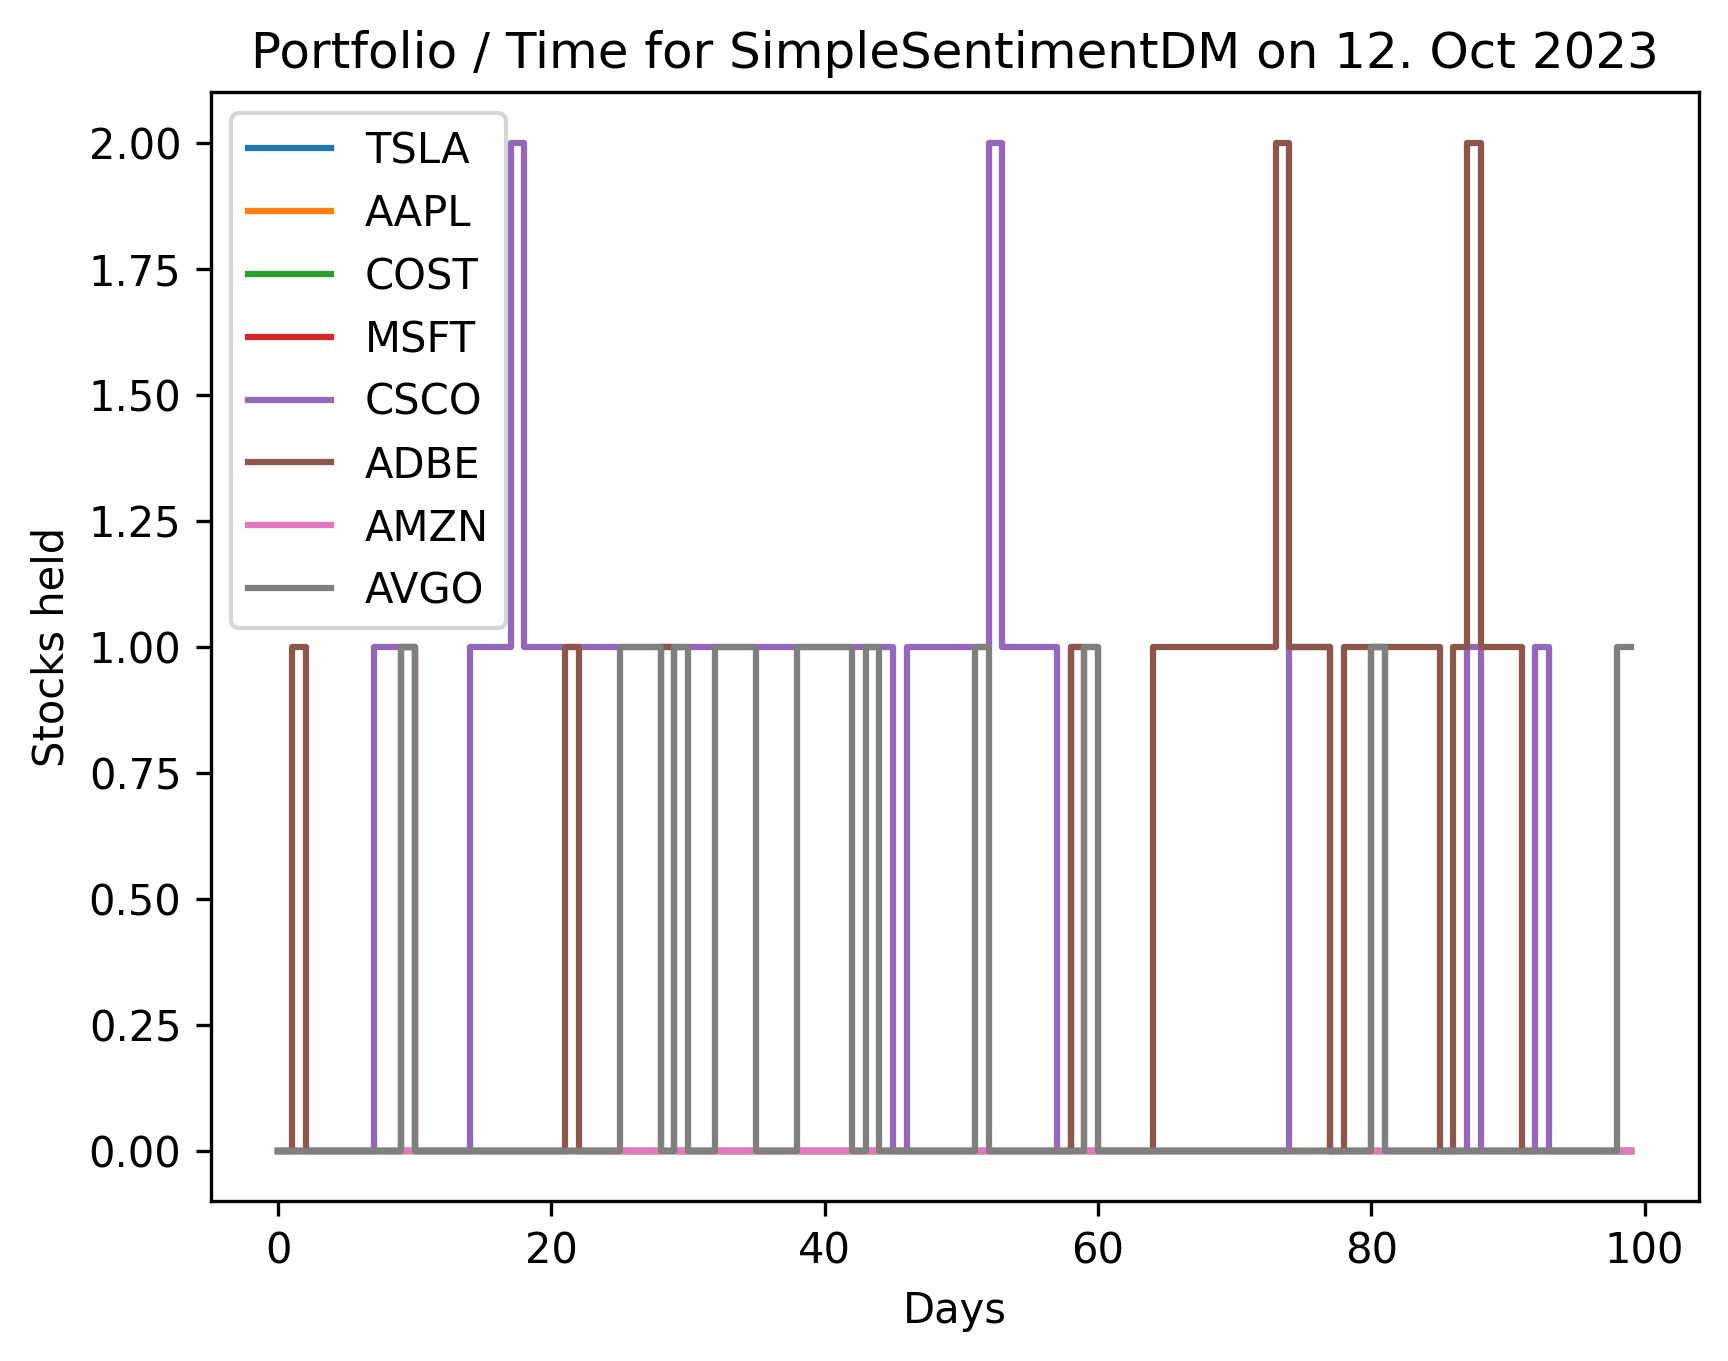 Portfolio / Time for SimpleSentimentDM on 12. Oct 2023
TSLA
AAPL
COST
MSFT
CSCO
ADBE
AMZN
AVGO
Stocks held
2.00
1.75
1.50
1.25
1.00
0.75
0.50
0.25
0.00
0 20 40 60 80 100
Days